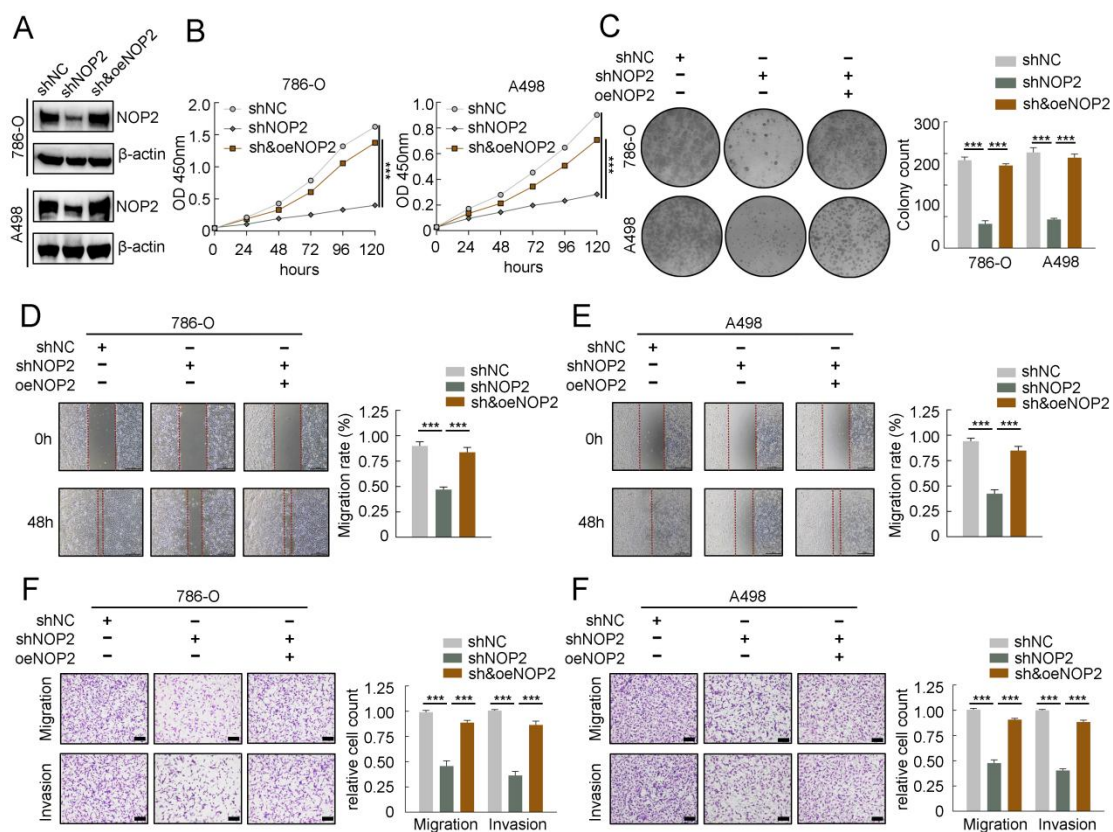 A
shNC
shNOP2
sh&oeNOP2
786-O
NOP2
β-actin
A498
NOP2
β-actin
B
786-O
OD 450nm
2.0
1.5
1.0
0.5
0
shNC
shNOP2
sh&oeNOP2
***
0 24 48 72 96 120
hours
A498
OD 450nm
1.0
0.8
0.6
0.4
0.2
0
shNC
shNOP2
sh&oeNOP2
***
0 24 48 72 96 120
hours
C
shNC + − −
shNOP2 − + +
oeNOP2 − − +
786-O
A498
shNC
shNOP2
sh&oeNOP2
Colony count
300
200
100
0
*** *** *** ***
786-O A498
D
786-O
shNC + − −
shNOP2 − + +
oeNOP2 − − +
0h
48h
shNC
shNOP2
sh&oeNOP2
Migration rate (%)
1.25
1.00
0.75
0.50
0
*** ***
E
A498
shNC + − −
shNOP2 − + +
oeNOP2 − − +
0h
48h
shNC
shNOP2
sh&oeNOP2
Migration rate (%)
1.25
1.00
0.75
0.50
0
*** ***
F
786-O
shNC + − −
shNOP2 − + +
oeNOP2 − − +
Migration
Invasion
shNC
shNOP2
sh&oeNOP2
relative cell count
1.25
1.00
0.75
0.50
0
*** *** *** ***
Migration Invasion
F
A498
shNC + − −
shNOP2 − + +
oeNOP2 − − +
Migration
Invasion
shNC
shNOP2
sh&oeNOP2
relative cell count
1.25
1.00
0.75
0.50
0
*** *** *** ***
Migration Invasion